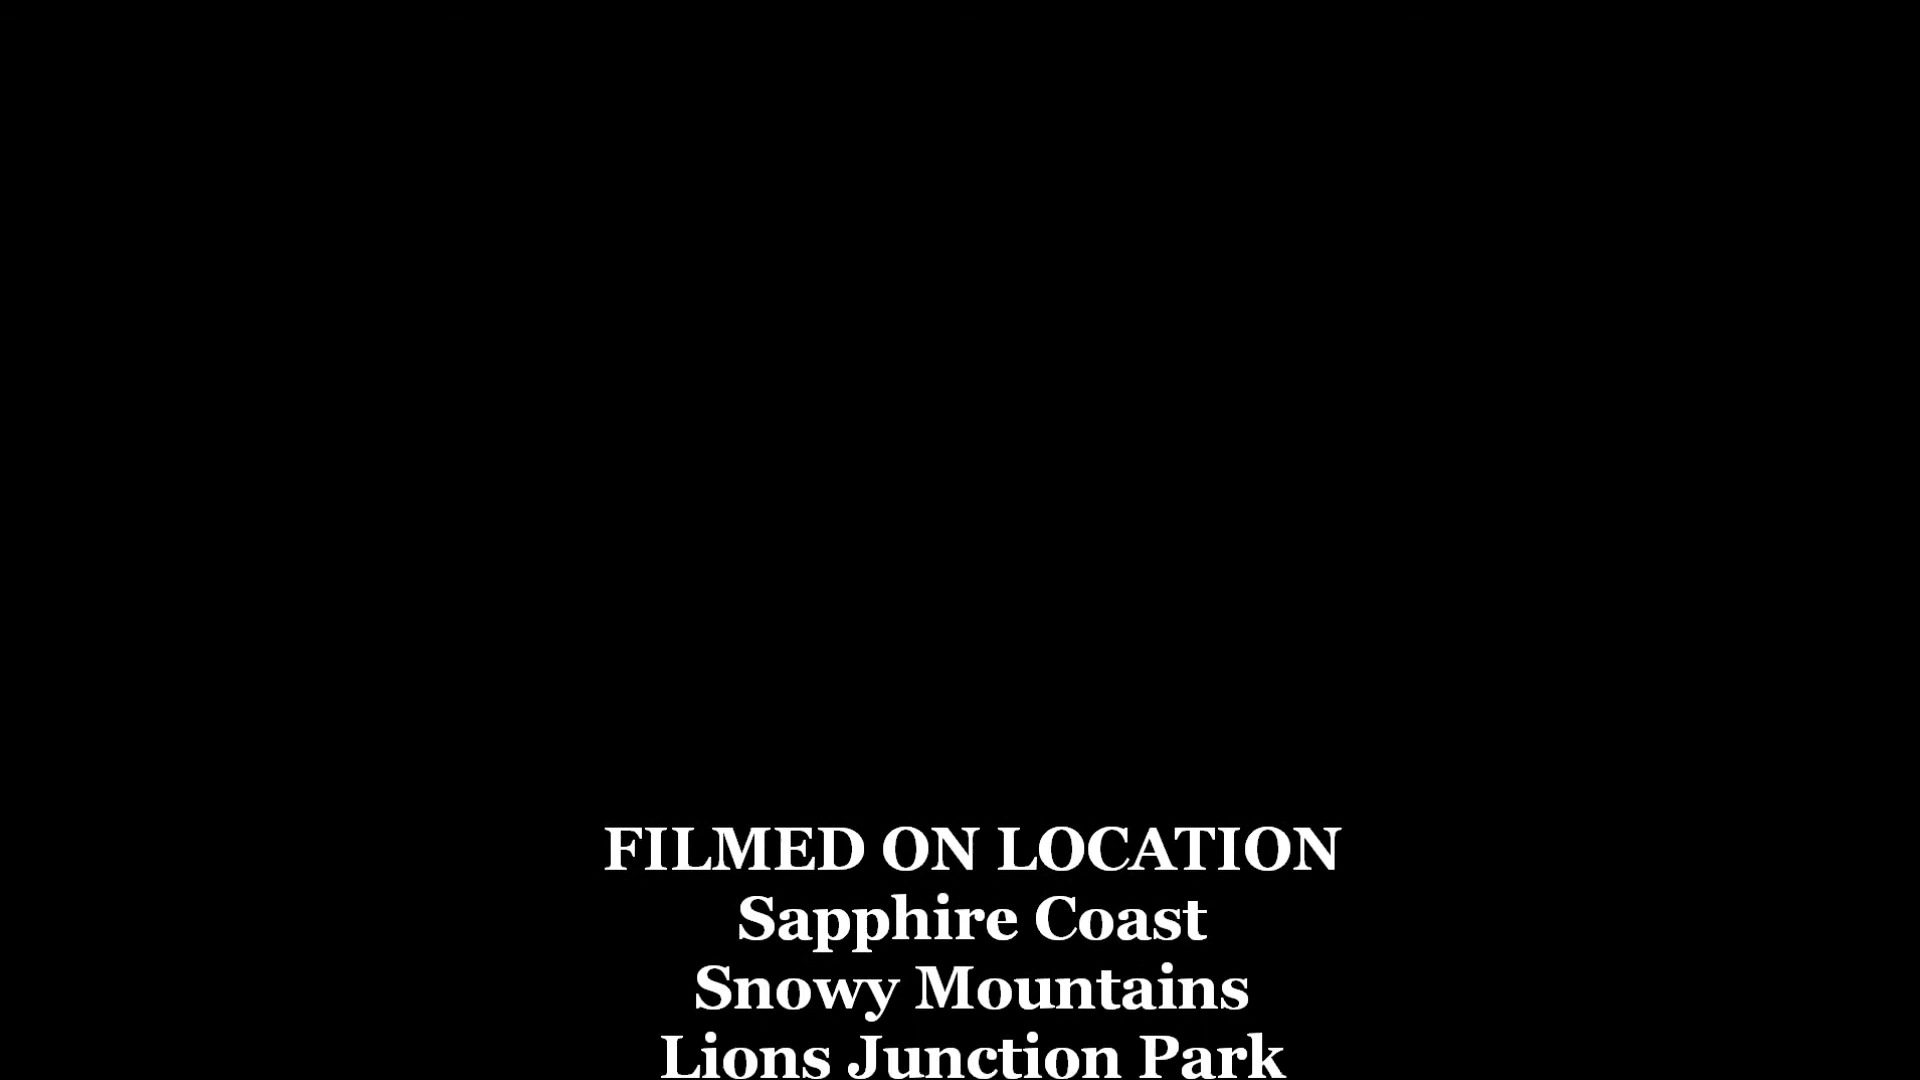 FILMED ON LOCATION
Sapphire Coast
Snowy Mountains
Lions Junction Park